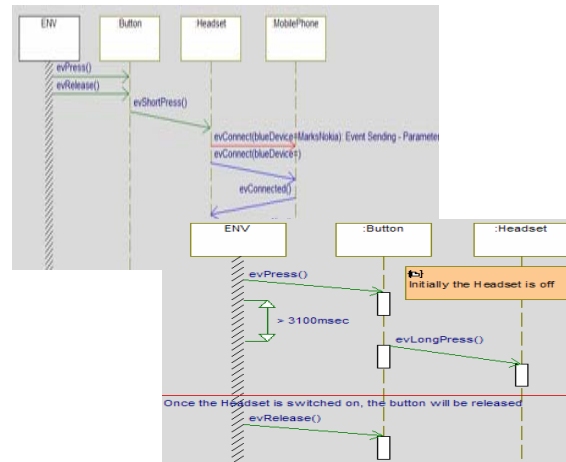 ENV Button :Headset MobilePhone
evPress()
evRelease()
evShortPress()
evConnect(blueDevice=MarksNokia): Event Sending - Parameter
evConnect(blueDevice=)
evConnected()
ENV :Button :Headset
evPress()
Initially the Headset is off
> 3100msec
evLongPress()
Once the Headset is switched on, the button will be released
evRelease()